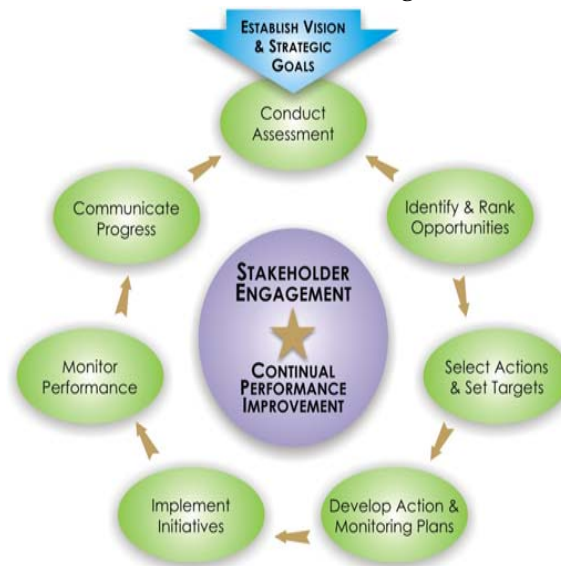 ESTABLISH VISION
& STRATEGIC
GOALS
Conduct
Assessment
Identify & Rank
Opportunities
Select Actions
& Set Targets
Develop Action &
Monitoring Plans
Implement
Initiatives
Monitor
Performance
Communicate
Progress
STAKEHOLDER
ENGAGEMENT
CONTINUAL
PERFORMANCE
IMPROVEMENT